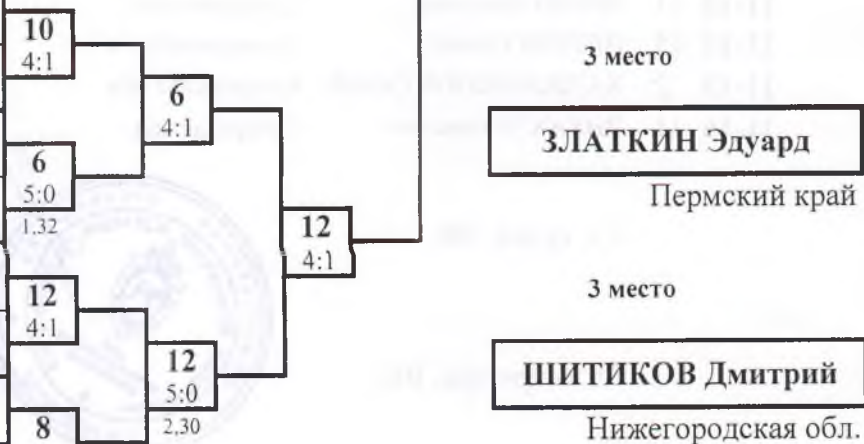 10
4:1
6
4:1
6
5:0
1,32
12
4:1
12
4:1
12
5:0
2,30
8
3 место
ЗЛАТКИН Эдуард
Пермский край
3 место
ШИТИКОВ Дмитрий
Нижегородская обл.